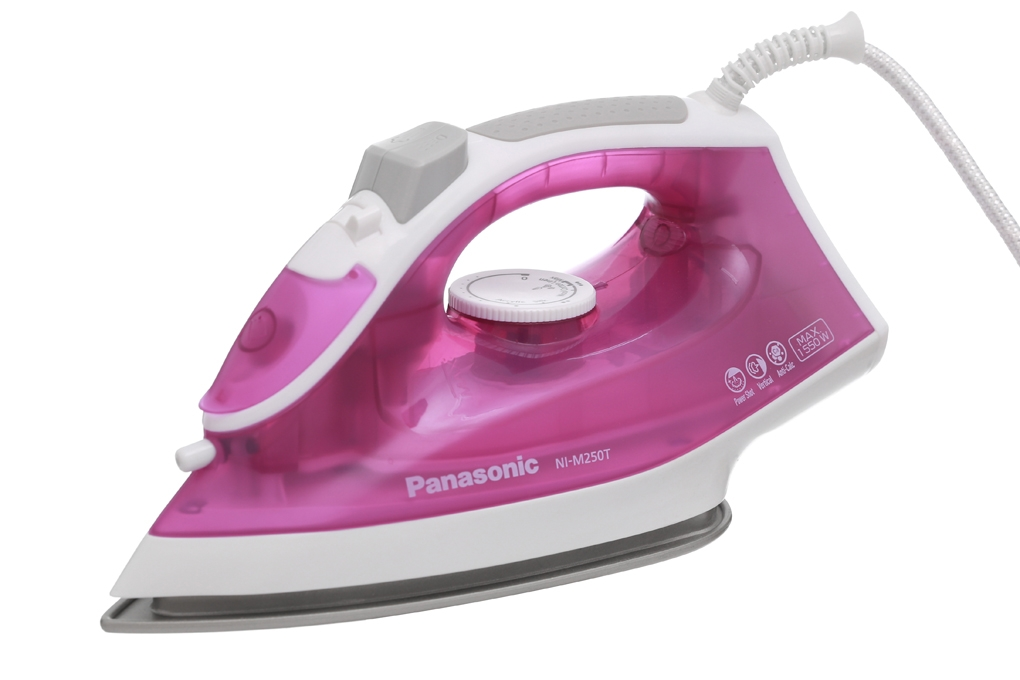 Panasonic NI-M250T
Power Shot
Vertical
Anti-Calc
MAX
1550 W